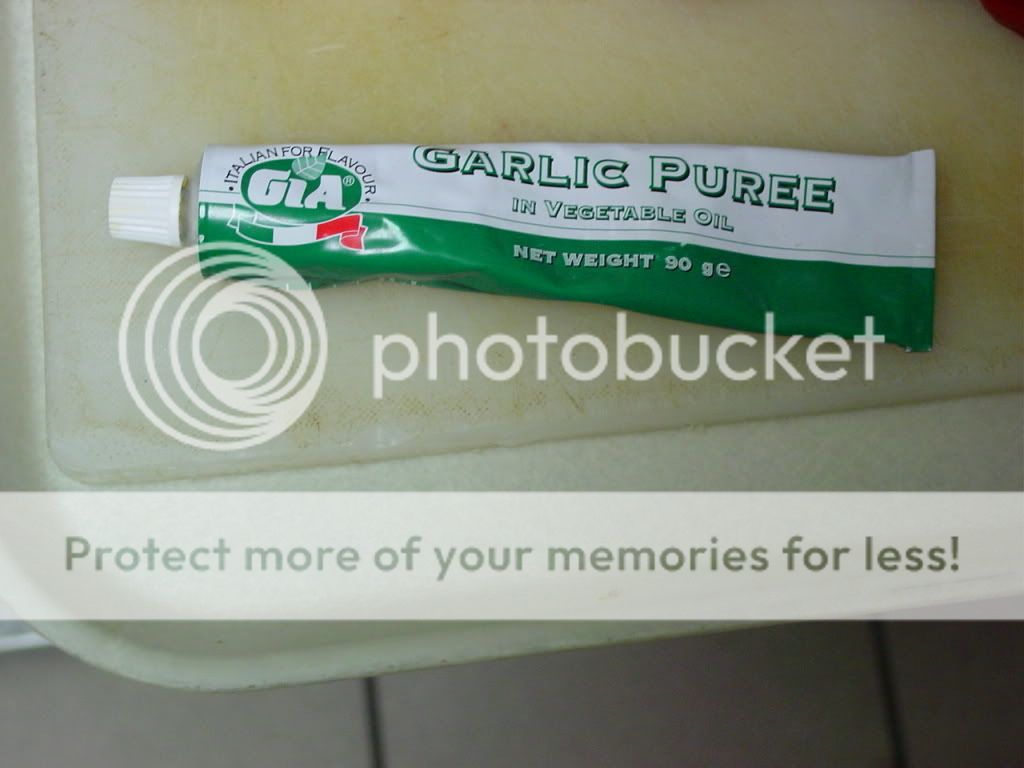 • ITALIAN FOR FLAVOUR •
GIA®
GARLIC PUREE
IN VEGETABLE OIL
NET WEIGHT 90 g e
photobucket
Protect more of your memories for less!